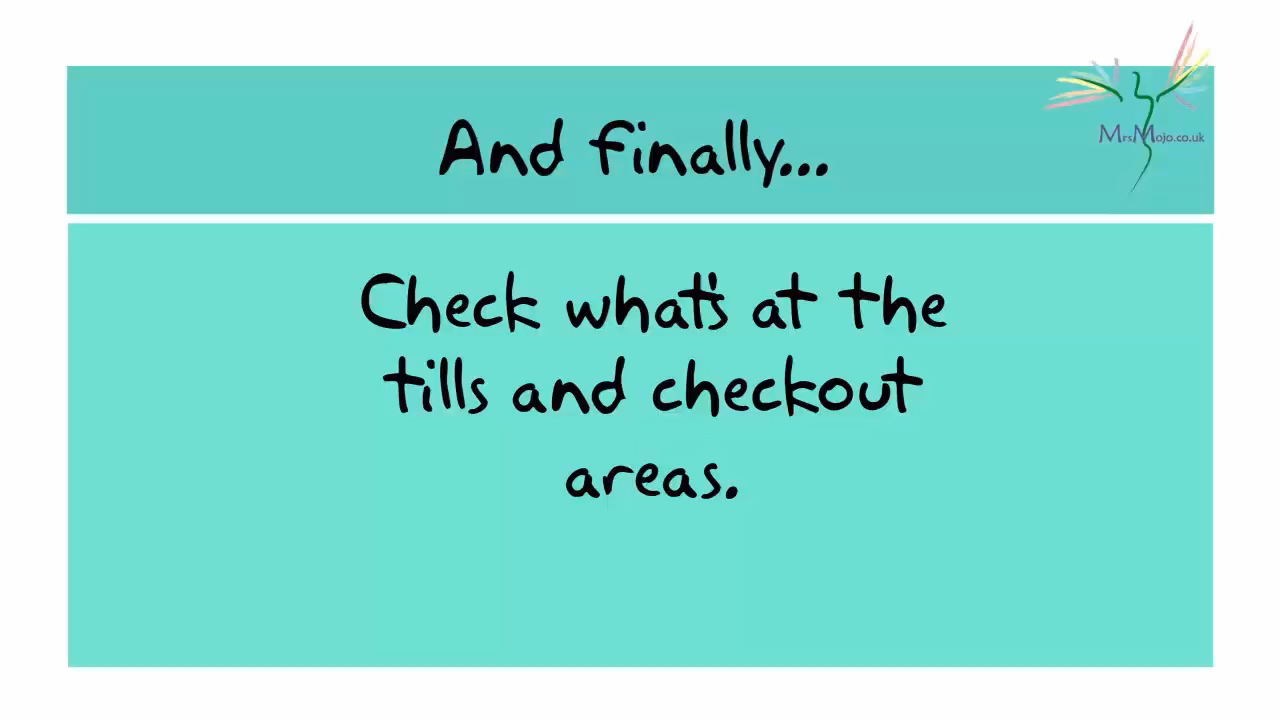 And finally...
MrsMojo.co.uk
Check what's at the
tills and checkout
areas.